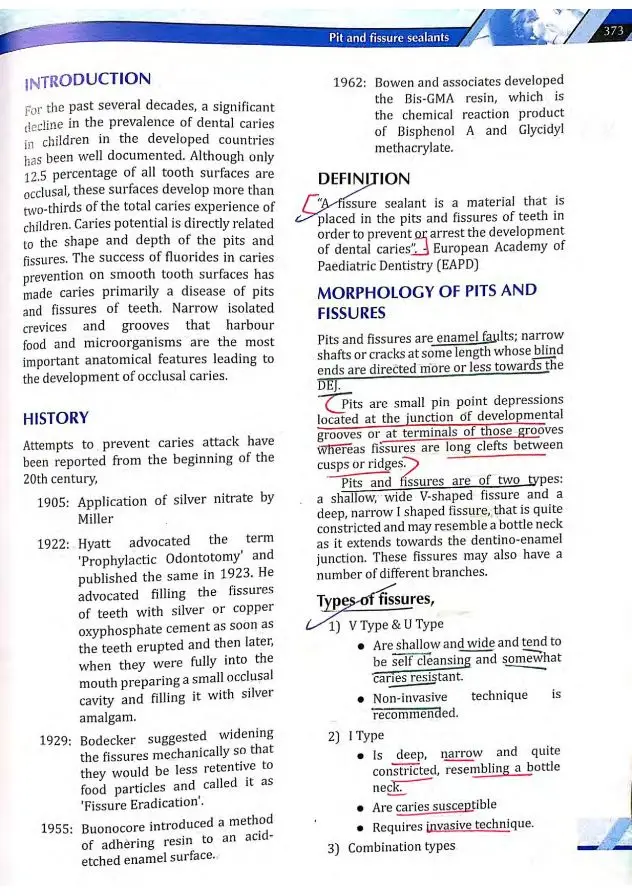 Pit and fissure sealants
373
INTRODUCTION
For the past several decades, a significant
decline in the prevalence of dental caries
in children in the developed countries
has been well documented. Although only
12.5 percentage of all tooth surfaces are
occlusal, these surfaces develop more than
two-thirds of the total caries experience of
children. Caries potential is directly related
to the shape and depth of the pits and
fissures. The success of fluorides in caries
prevention on smooth tooth surfaces has
made caries primarily a disease of pits
and fissures of teeth. Narrow isolated
crevices and grooves that harbour
food and microorganisms are the most
important anatomical features leading to
the development of occlusal caries.
HISTORY
Attempts to prevent caries attack have
been reported from the beginning of the
20th century,
1905: Application of silver nitrate by
Miller
1922: Hyatt advocated the term
'Prophylactic Odontotomy' and
published the same in 1923. He
advocated filling the fissures
of teeth with silver or copper
oxyphosphate cement as soon as
the teeth erupted and then later,
when they were fully into the
mouth preparing a small occlusal
cavity and filling it with silver
amalgam.
1929: Bodecker suggested widening
the fissures mechanically so that
they would be less retentive to
food particles and called it as
'Fissure Eradication'.
1955: Buonocore introduced a method
of adhering resin to an acid-
etched enamel surface.
1962: Bowen and associates developed
the Bis-GMA resin, which is
the chemical reaction product
of Bisphenol A and Glycidyl
methacrylate.
DEFINITION
"A fissure sealant is a material that is
placed in the pits and fissures of teeth in
order to prevent or arrest the development
of dental caries". - European Academy of
Paediatric Dentistry (EAPD)
MORPHOLOGY OF PITS AND
FISSURES
Pits and fissures are enamel faults; narrow
shafts or cracks at some length whose blind
ends are directed more or less towards the
DEJ.
Pits are small pin point depressions
located at the junction of developmental
grooves or at terminals of those grooves
whereas fissures are long clefts between
cusps or ridges.
Pits and fissures are of two types:
a shallow, wide V-shaped fissure and a
deep, narrow I shaped fissure, that is quite
constricted and may resemble a bottle neck
as it extends towards the dentino-enamel
junction. These fissures may also have a
number of different branches.
Types of fissures,
1) V Type & U Type
• Are shallow and wide and tend to
be self cleansing and somewhat
caries resistant.
• Non-invasive technique is
recommended.
2) I Type
• Is deep, narrow and quite
constricted, resembling a bottle
neck.
• Are caries susceptible
• Requires invasive technique.
3) Combination types